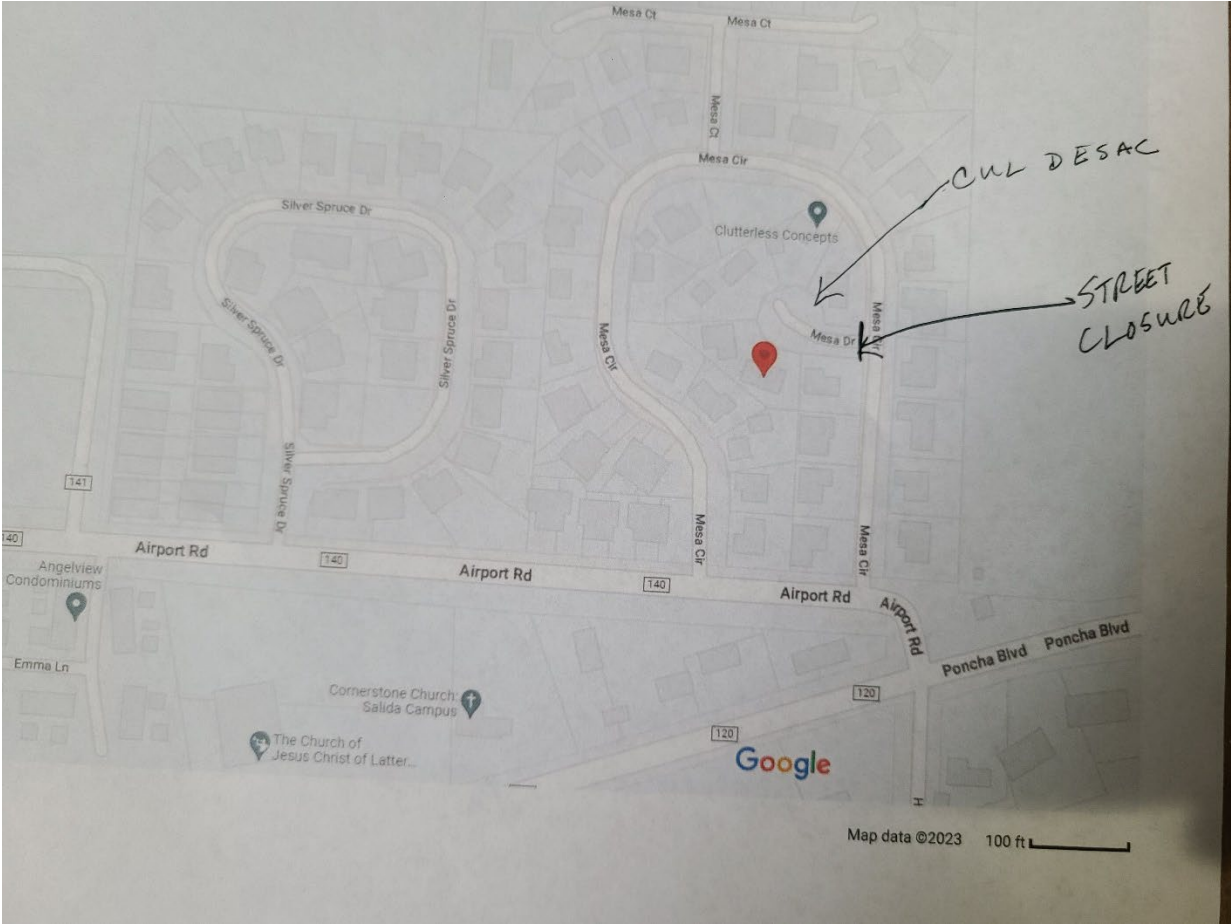 Mesa Ct
Mesa Ct
Mesa Ct
Mesa Cir
CUL DESAC
Silver Spruce Dr
Clutterless Concepts
STREET
CLOSURE
Silver Spruce Dr
Silver Spruce Dr
Mesa Cir
Mesa Dr
Mesa Cir
Silver Spruce Dr
141
Mesa Cir
Mesa Cir
140
Airport Rd
140
Airport Rd
140
Airport Rd
Airport Rd
Angelview
Condominiums
Poncha Blvd
Poncha Blvd
Emma Ln
Cornerstone Church:
Salida Campus
120
120
The Church of
Jesus Christ of Latter...
Google
H
Map data ©2023 100 ft